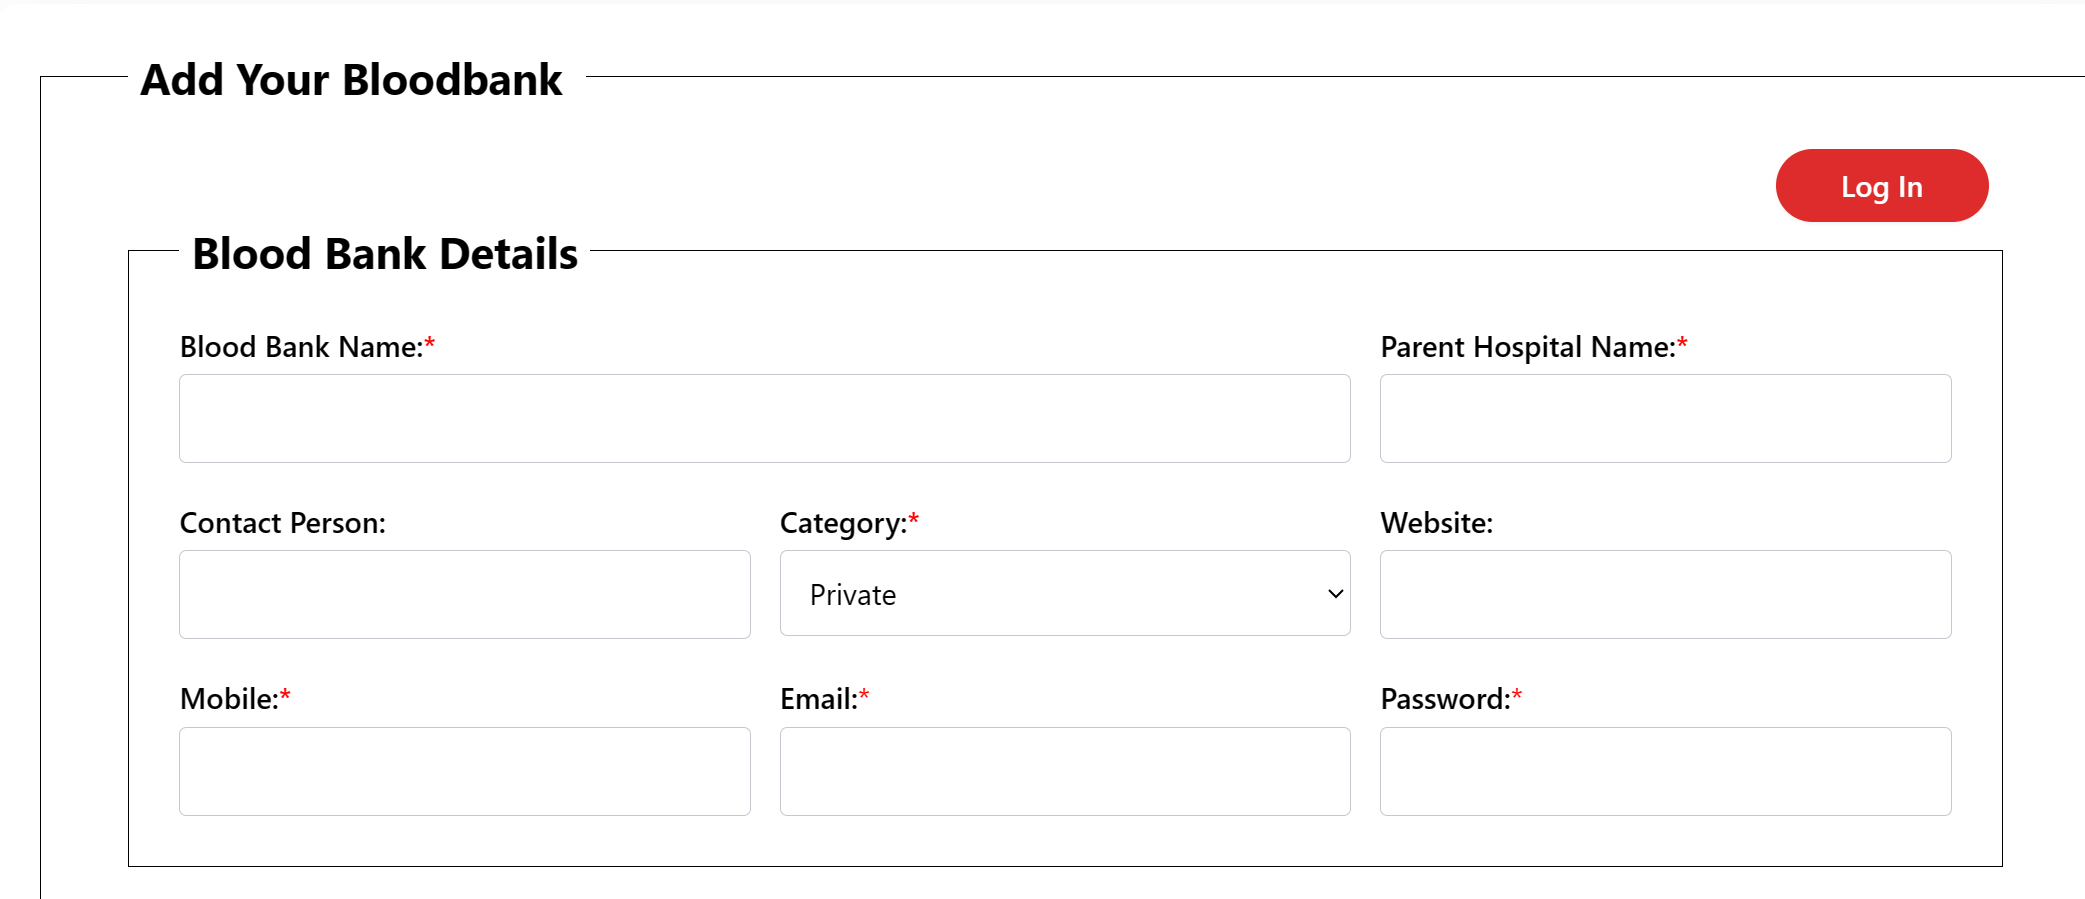 Add Your Bloodbank
Log In
Blood Bank Details
Blood Bank Name:*
Parent Hospital Name:*
Contact Person:
Category:*
Website:
Private
Mobile:*
Email:*
Password:*